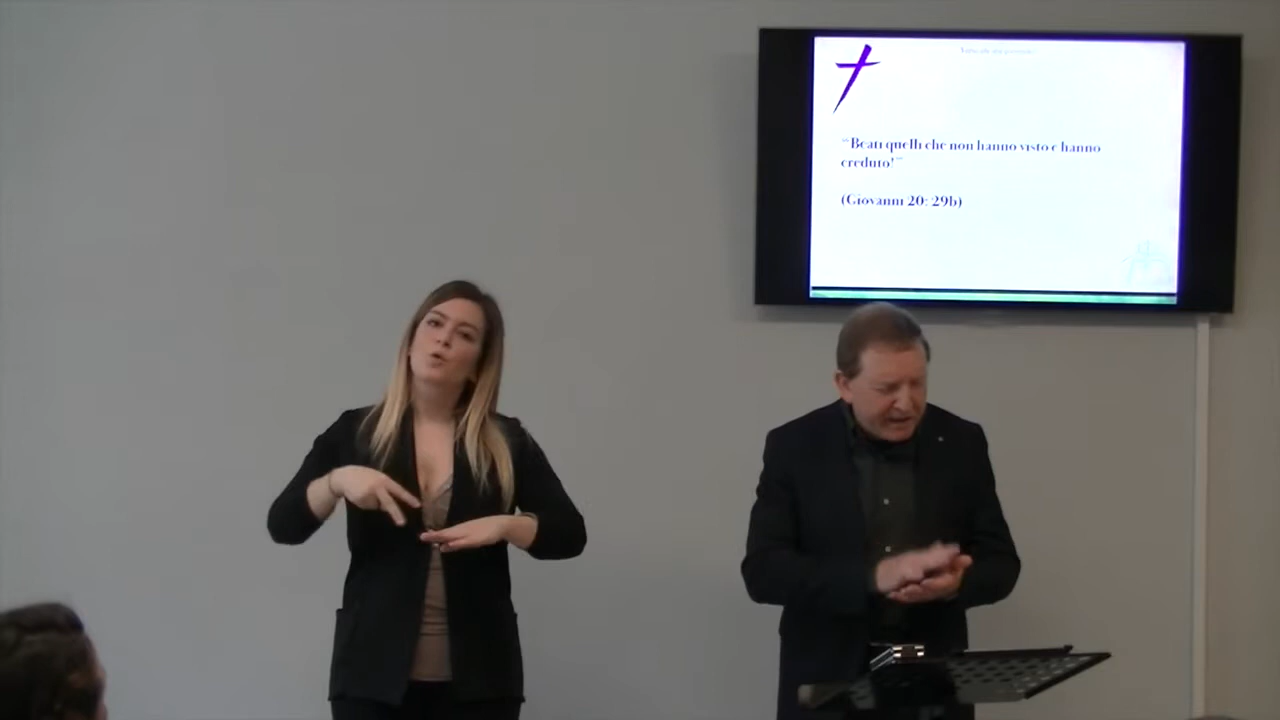 "Beati quelli che non hanno visto e hanno
creduto!"
(Giovanni 20: 29b)